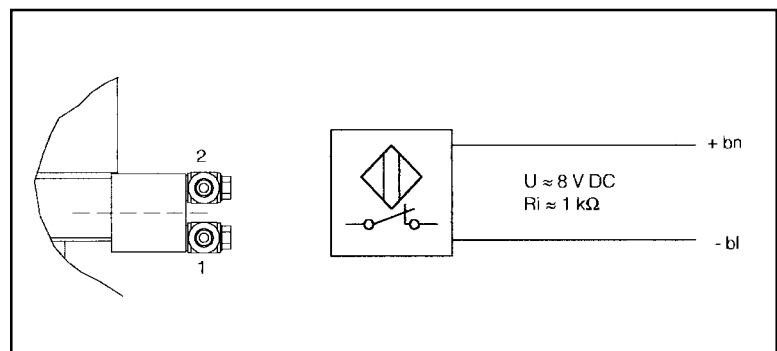 2
1
+ bn
U ≈ 8 V DC
Ri ≈ 1 kΩ
- bl